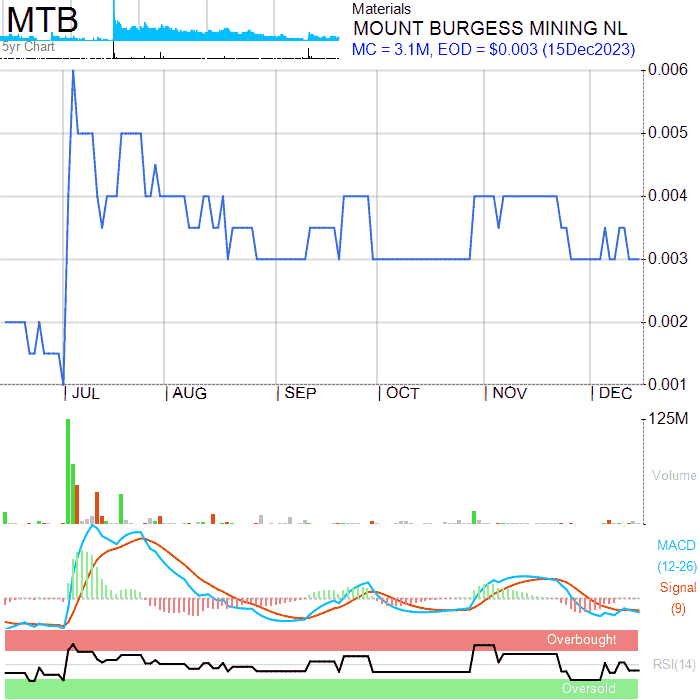 MTB
5yr Chart
Materials
MOUNT BURGESS MINING NL
MC = 3.1M, EOD = $0.003 (15Dec2023)
0.006
0.005
0.004
0.003
0.002
0.001
JUL AUG SEP OCT NOV DEC
125M
Volume
MACD
(12-26)
Signal
(9)
Overbought
RSI(14)
Oversold